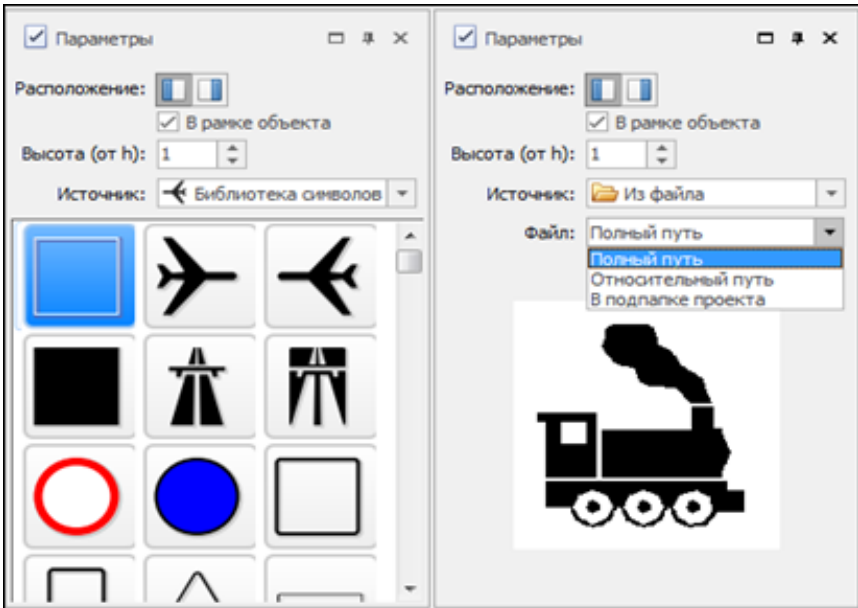 Параметры
Расположение:
В рамке объекта
Высота (от h): 1
Источник: Библиотека символов
Параметры
Расположение:
В рамке объекта
Высота (от h): 1
Источник: Из файла
Файл: Полный путь
Полный путь
Относительный путь
В подпапке проекта